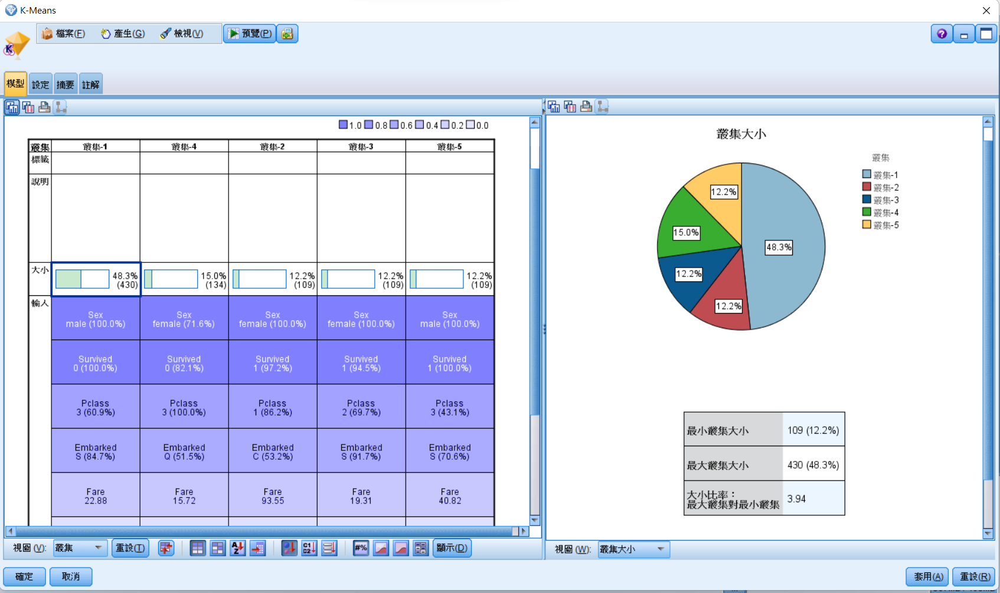 K-Means
檔案(F) 產生(G) 檢視(V) 預覽(P)
模型 設定 摘要 註解
1.0 0.8 0.6 0.4 0.2 0.0
叢集 叢集-1 叢集-4 叢集-2 叢集-3 叢集-5
標籤
說明
大小 48.3% 15.0% 12.2% 12.2% 12.2%
(430) (134) (109) (109) (109)
輸入
Sex Sex Sex Sex Sex
male (100.0%) female (71.6%) female (100.0%) female (100.0%) male (100.0%)
Survived Survived Survived Survived Survived
0 (100.0%) 0 (82.1%) 1 (97.2%) 1 (94.5%) 1 (100.0%)
Pclass Pclass Pclass Pclass Pclass
3 (60.9%) 3 (100.0%) 1 (86.2%) 2 (69.7%) 3 (43.1%)
Embarked Embarked Embarked Embarked Embarked
S (84.7%) Q (51.5%) C (53.2%) S (91.7%) S (70.6%)
Fare Fare Fare Fare Fare
22.88 15.72 93.55 19.31 40.82
視圖 (V): 叢集 重設(T) A Z C1 C2 #% 顯示(D)
叢集大小
叢集
叢集-1
叢集-2
叢集-3
叢集-4
叢集-5
12.2%
15.0%
48.3%
12.2%
12.2%
最小叢集大小 109 (12.2%)
最大叢集大小 430 (48.3%)
大小比率：
最大叢集對最小叢集 3.94
視圖 (W): 叢集大小
確定 取消 套用(A) 重設(R)